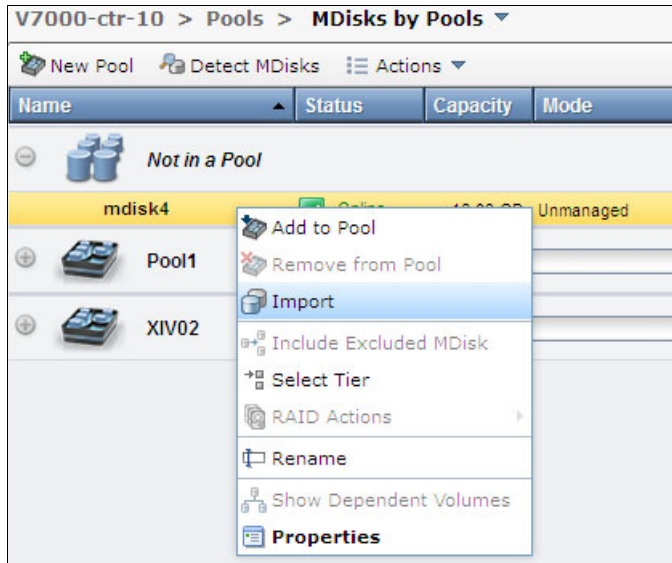 V7000-ctr-10 > Pools > MDisks by Pools
New Pool Detect MDisks Actions
Name Status Capacity Mode
Not in a Pool
mdisk4 Unmanaged
Add to Pool
Pool1
Remove from Pool
Import
XIV02
Include Excluded MDisk
Select Tier
RAID Actions
Rename
Show Dependent Volumes
Properties